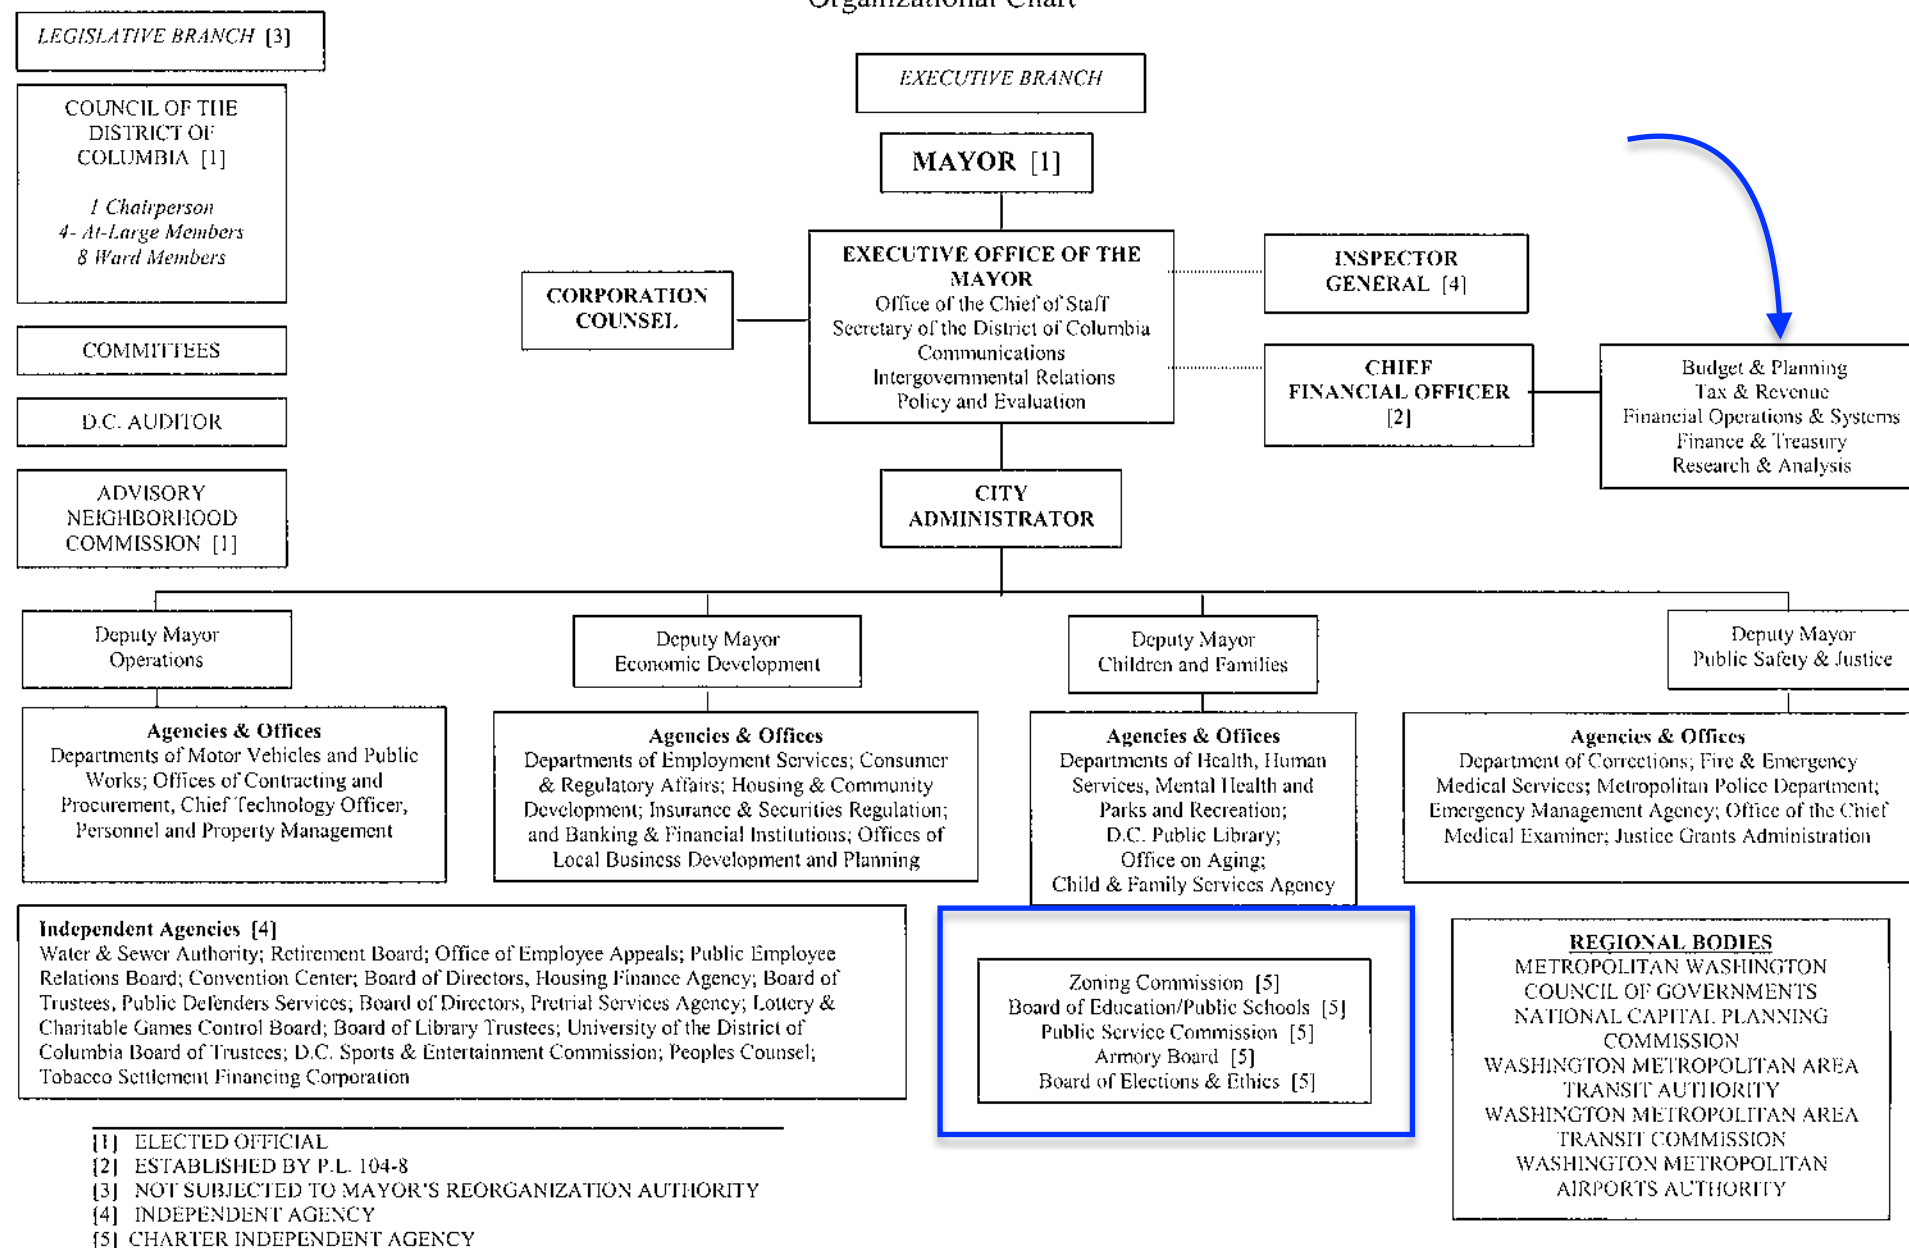 Organizational Chart
LEGISLATIVE BRANCH [3]
COUNCIL OF THE
DISTRICT OF
COLUMBIA [1]
1 Chairperson
4- At-Large Members
8 Ward Members
COMMITTEES
D.C. AUDITOR
ADVISORY
NEIGHBORHOOD
COMMISSION [1]
EXECUTIVE BRANCH
MAYOR [1]
EXECUTIVE OFFICE OF THE
MAYOR
Office of the Chief of Staff
Secretary of the District of Columbia
Communications
Intergovernmental Relations
Policy and Evaluation
CORPORATION
COUNSEL
INSPECTOR
GENERAL [4]
CHIEF
FINANCIAL OFFICER
[2]
Budget & Planning
Tax & Revenue
Financial Operations & Systems
Finance & Treasury
Research & Analysis
CITY
ADMINISTRATOR
Deputy Mayor
Operations
Deputy Mayor
Economic Development
Deputy Mayor
Children and Families
Deputy Mayor
Public Safety & Justice
Agencies & Offices
Departments of Motor Vehicles and Public
Works; Offices of Contracting and
Procurement, Chief Technology Officer,
Personnel and Property Management
Agencies & Offices
Departments of Employment Services; Consumer
& Regulatory Affairs; Housing & Community
Development; Insurance & Securities Regulation;
and Banking & Financial Institutions; Offices of
Local Business Development and Planning
Agencies & Offices
Departments of Health, Human
Services, Mental Health and
Parks and Recreation;
D.C. Public Library;
Office on Aging;
Child & Family Services Agency
Agencies & Offices
Department of Corrections; Fire & Emergency
Medical Services; Metropolitan Police Department;
Emergency Management Agency; Office of the Chief
Medical Examiner; Justice Grants Administration
Independent Agencies [4]
Water & Sewer Authority; Retirement Board; Office of Employee Appeals; Public Employee
Relations Board; Convention Center; Board of Directors, Housing Finance Agency; Board of
Trustees, Public Defenders Services; Board of Directors, Pretrial Services Agency; Lottery &
Charitable Games Control Board; Board of Library Trustees; University of the District of
Columbia Board of Trustees; D.C. Sports & Entertainment Commission; Peoples Counsel;
Tobacco Settlement Financing Corporation
Zoning Commission [5]
Board of Education/Public Schools [5]
Public Service Commission [5]
Armory Board [5]
Board of Elections & Ethics [5]
REGIONAL BODIES
METROPOLITAN WASHINGTON
COUNCIL OF GOVERNMENTS
NATIONAL CAPITAL PLANNING
COMMISSION
WASHINGTON METROPOLITAN AREA
TRANSIT AUTHORITY
WASHINGTON METROPOLITAN AREA
TRANSIT COMMISSION
WASHINGTON METROPOLITAN
AIRPORTS AUTHORITY
[1] ELECTED OFFICIAL
[2] ESTABLISHED BY P.L. 104-8
[3] NOT SUBJECTED TO MAYOR'S REORGANIZATION AUTHORITY
[4] INDEPENDENT AGENCY
[5] CHARTER INDEPENDENT AGENCY